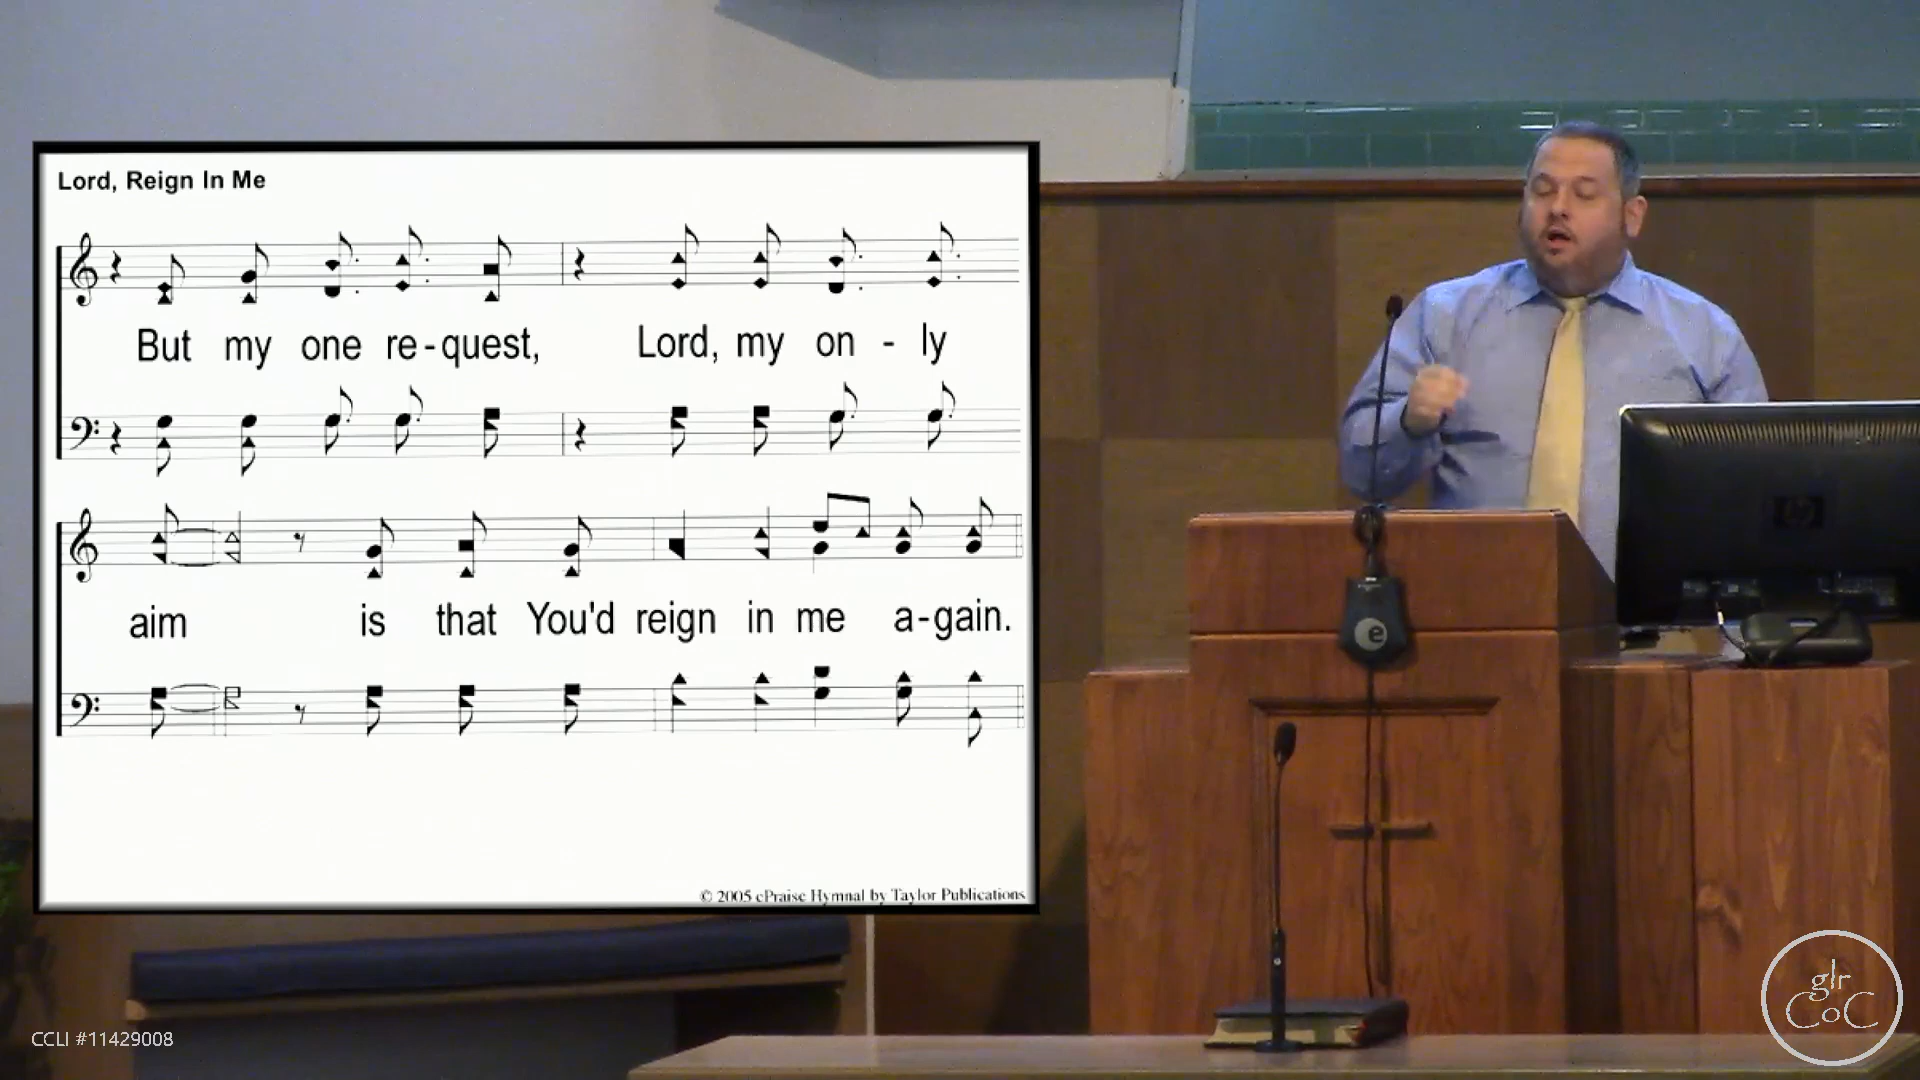 Lord, Reign In Me
But my one re-quest, Lord, my on - ly
aim is that You'd reign in me a-gain.
© 2005 ePraise Hymnal by Taylor Publications
hp
e
CCLI #11429008
glr
CoC